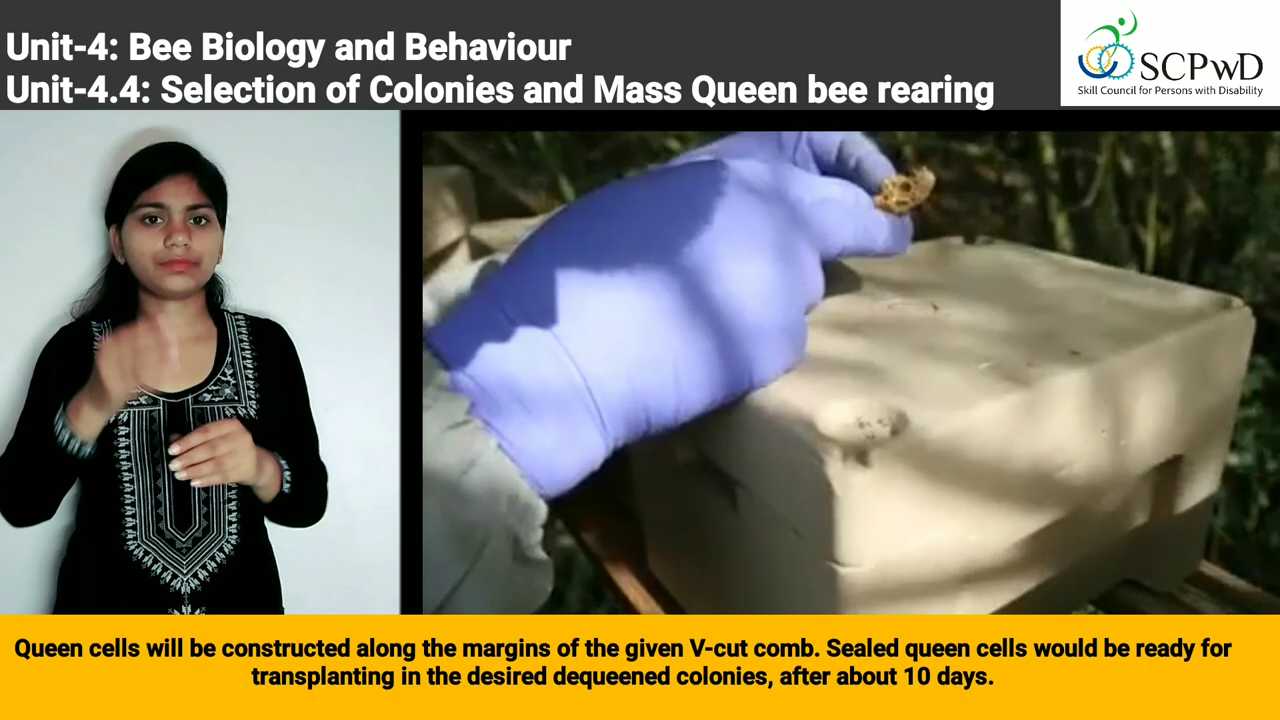 Unit-4: Bee Biology and Behaviour
Unit-4.4: Selection of Colonies and Mass Queen bee rearing
SCPwD
Skill Council for Persons with Disability
Queen cells will be constructed along the margins of the given V-cut comb. Sealed queen cells would be ready for
transplanting in the desired dequeened colonies, after about 10 days.